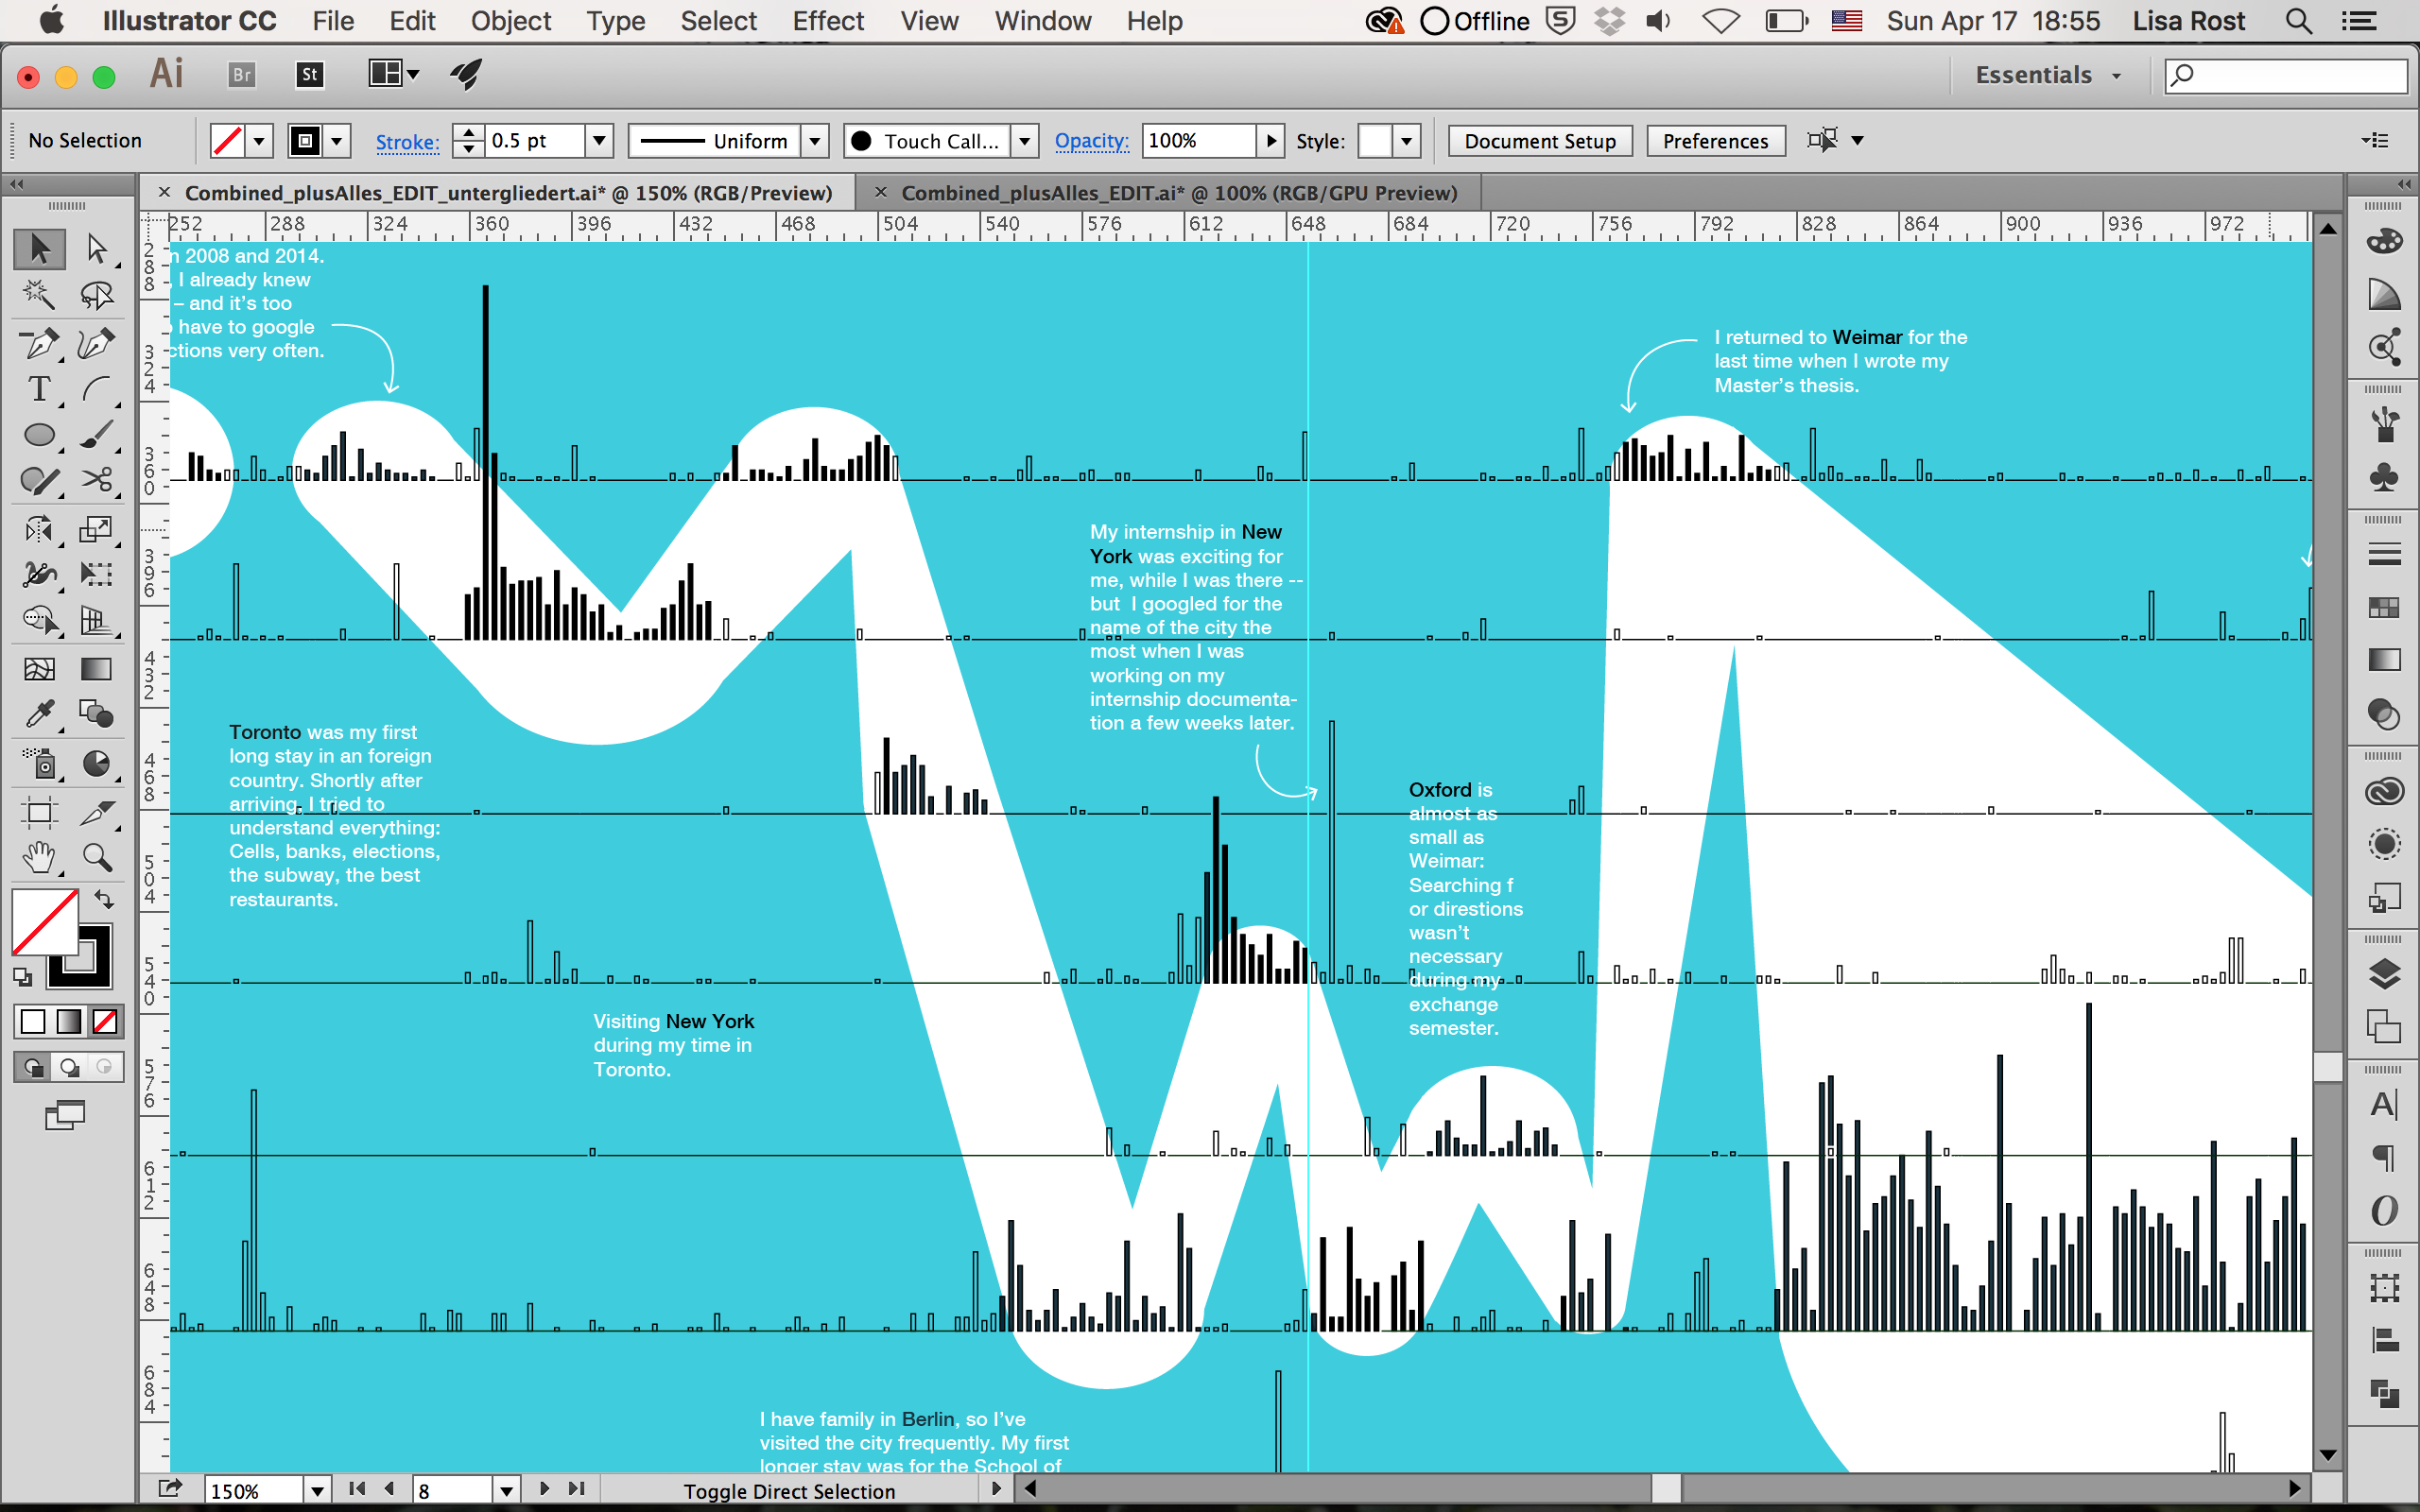 Illustrator CC File Edit Object Type Select Effect View Window Help Offline Sun Apr 17 18:55 Lisa Rost
Ai Br St Essentials
No Selection Stroke: 0.5 pt Uniform Touch Call... Opacity: 100% Style: Document Setup Preferences
Combined_plusAlles_EDIT_untergliedert.ai* @ 150% (RGB/Preview) Combined_plusAlles_EDIT.ai* @ 100% (RGB/GPU Preview)
252 288 324 360 396 432 468 504 540 576 612 648 684 720 756 792 828 864 900 936 972
288
324
360
396
432
468
504
540
576
612
648
684
n 2008 and 2014.
, I already knew
– and it's too
have to google
ctions very often.
I returned to Weimar for the
last time when I wrote my
Master's thesis.
My internship in New
York was exciting for
me, while I was there --
but I googled for the
name of the city the
most when I was
working on my
internship documenta-
tion a few weeks later.
Toronto was my first
long stay in an foreign
country. Shortly after
arriving, I tried to
understand everything:
Cells, banks, elections,
the subway, the best
restaurants.
Oxford is
almost as
small as
Weimar:
Searching f
or direstions
wasn't
necessary
during my
exchange
semester.
Visiting New York
during my time in
Toronto.
I have family in Berlin, so I've
visited the city frequently. My first
longer stay was for the School of
150% 8 Toggle Direct Selection